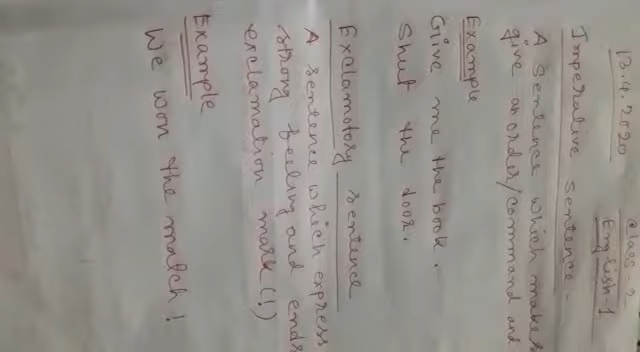 13.4.2020
Class-2
English-1
Imperative sentence-
A sentence which makes
give an order/command and
Example
Give me the book.
Shut the door.
Exclamotory sentence
A sentence which express
strong feeling and ends
exclamation mark(!)
Example
We won the match!